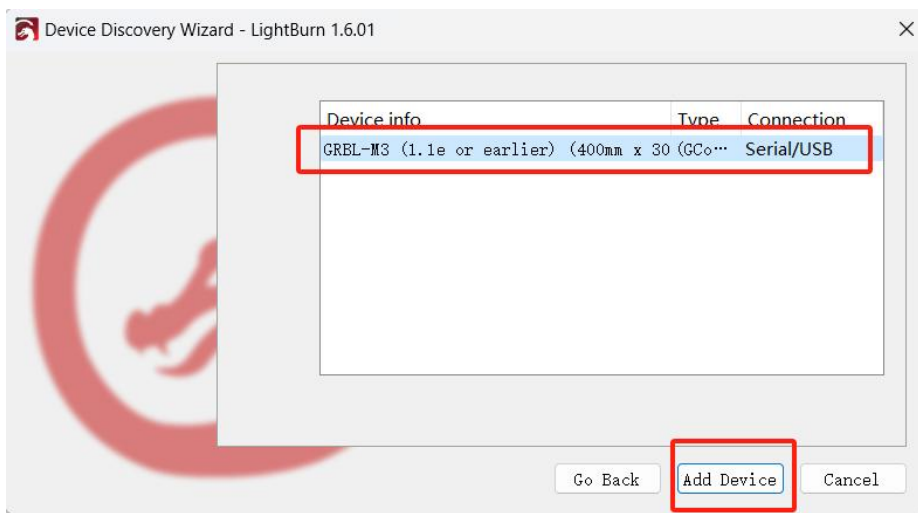 Device Discovery Wizard - LightBurn 1.6.01
Device info Type Connection
GRBL-M3 (1.1e or earlier) (400mm x 30 (GCo… Serial/USB
Go Back Add Device Cancel